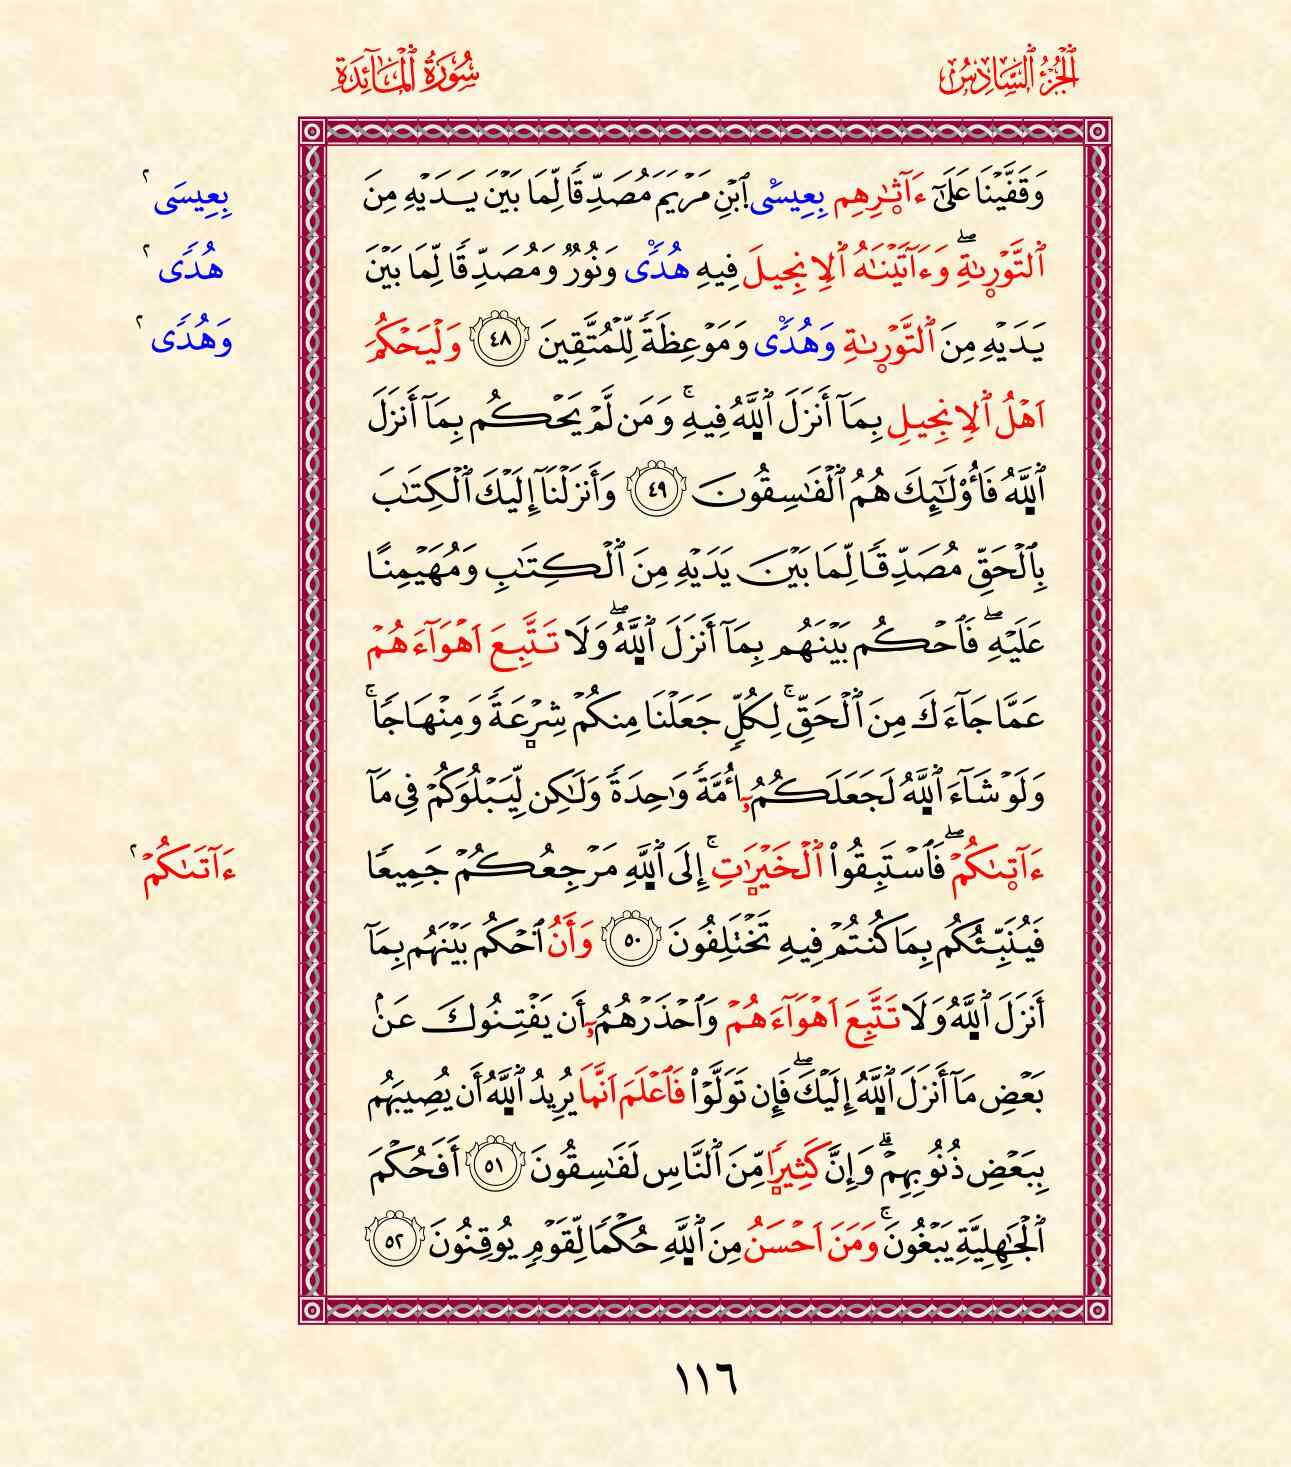 ٱلْجُزْءُ ٱلسَّادِسُ
سُورَةُ ٱلْمَآئِدَةِ
وَقَفَّيْنَا عَلَىٰٓ ءَاثٰ۪رِهِم بِعِيسَى ٱبْنِ مَرْيَمَ مُصَدِّقًا لِّمَا بَيْنَ يَدَيْهِ مِنَ
بِعِيسَى ٢
ٱلتَّوْر۪ىٰةِۖ وَءَاتَيْنَٰهُ ٱلِانجِيلَ فِيهِ هُدًى وَنُورٌ وَمُصَدِّقًا لِّمَا بَيْنَ
هُدًى ٢
يَدَيْهِ مِنَ ٱلتَّوْر۪ىٰةِ وَهُدًى وَمَوْعِظَةً لِّلْمُتَّقِينَ ٤٨ وَلْيَحْكُمَ
وَهُدًى ٢
اَهْلُ ٱلِانجِيلِ بِمَآ أَنزَلَ ٱللَّهُ فِيهِۚ وَمَن لَّمْ يَحْكُم بِمَآ أَنزَلَ
ٱللَّهُ فَأُوْلَٰٓئِكَ هُمُ ٱلْفَٰسِقُونَ ٤٩ وَأَنزَلْنَآ إِلَيْكَ ٱلْكِتَٰبَ
بِٱلْحَقِّ مُصَدِّقًا لِّمَا بَيْنَ يَدَيْهِ مِنَ ٱلْكِتَٰبِ وَمُهَيْمِنًا
عَلَيْهِۖ فَٱحْكُم بَيْنَهُم بِمَآ أَنزَلَ ٱللَّهُۖ وَلَا تَتَّبِعَ اَهْوَآءَهُمْ
عَمَّا جَآءَكَ مِنَ ٱلْحَقِّۚ لِكُلٍّ جَعَلْنَا مِنكُمْ شِرْعَةً وَمِنْهَاجًاۚ
وَلَوْ شَآءَ ٱللَّهُ لَجَعَلَكُمُۥٓ أُمَّةً وَٰحِدَةً وَلَٰكِن لِّيَبْلُوَكُمْ فِي مَآ
ءَات۪ىٰكُمْۖ فَٱسْتَبِقُوا۟ ٱلْخَيْرٰ۪تِۚ إِلَى ٱللَّهِ مَرْجِعُكُمْ جَمِيعًا
ءَاتَىٰكُمْ ٢
فَيُنَبِّئُكُم بِمَا كُنتُمْ فِيهِ تَخْتَلِفُونَ ٥٠ وَأَنُ ٱحْكُم بَيْنَهُم بِمَآ
أَنزَلَ ٱللَّهُ وَلَا تَتَّبِعَ اَهْوَآءَهُمْ وَٱحْذَرْهُمُۥٓ أَن يَفْتِنُوكَ عَنۢ
بَعْضِ مَآ أَنزَلَ ٱللَّهُ إِلَيْكَۖ فَإِن تَوَلَّوْا۟ فَٱعْلَمَ اَنَّمَا يُرِيدُ ٱللَّهُ أَن يُصِيبَهُم
بِبَعْضِ ذُنُوبِهِمْۗ وَإِنَّ كَثِير۪ا مِّنَ ٱلنَّاسِ لَفَٰسِقُونَ ٥١ أَفَحُكْمَ
ٱلْجَٰهِلِيَّةِ يَبْغُونَۚ وَمَنَ اَحْسَنُ مِنَ ٱللَّهِ حُكْمًا لِّقَوْمٍ يُوقِنُونَ ٥٢
١١٦